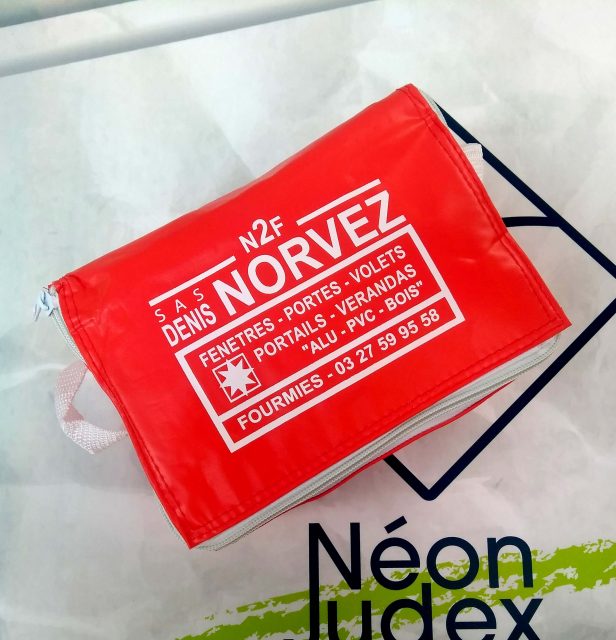 N2F
SAS
DENIS NORVEZ
FENETRES - PORTES - VOLETS
PORTAILS - VERANDAS
"ALU - PVC - BOIS"
FOURMIES - 03 27 59 95 58
Néon
Judex